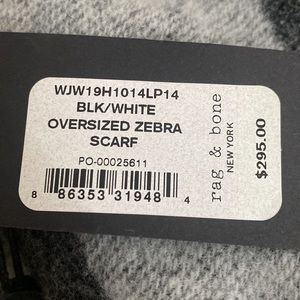 WJW19H1014LP14
BLK/WHITE
OVERSIZED ZEBRA
SCARF
PO-00025611
8 86353 31948 4
rag & bone
NEW YORK
$295.00